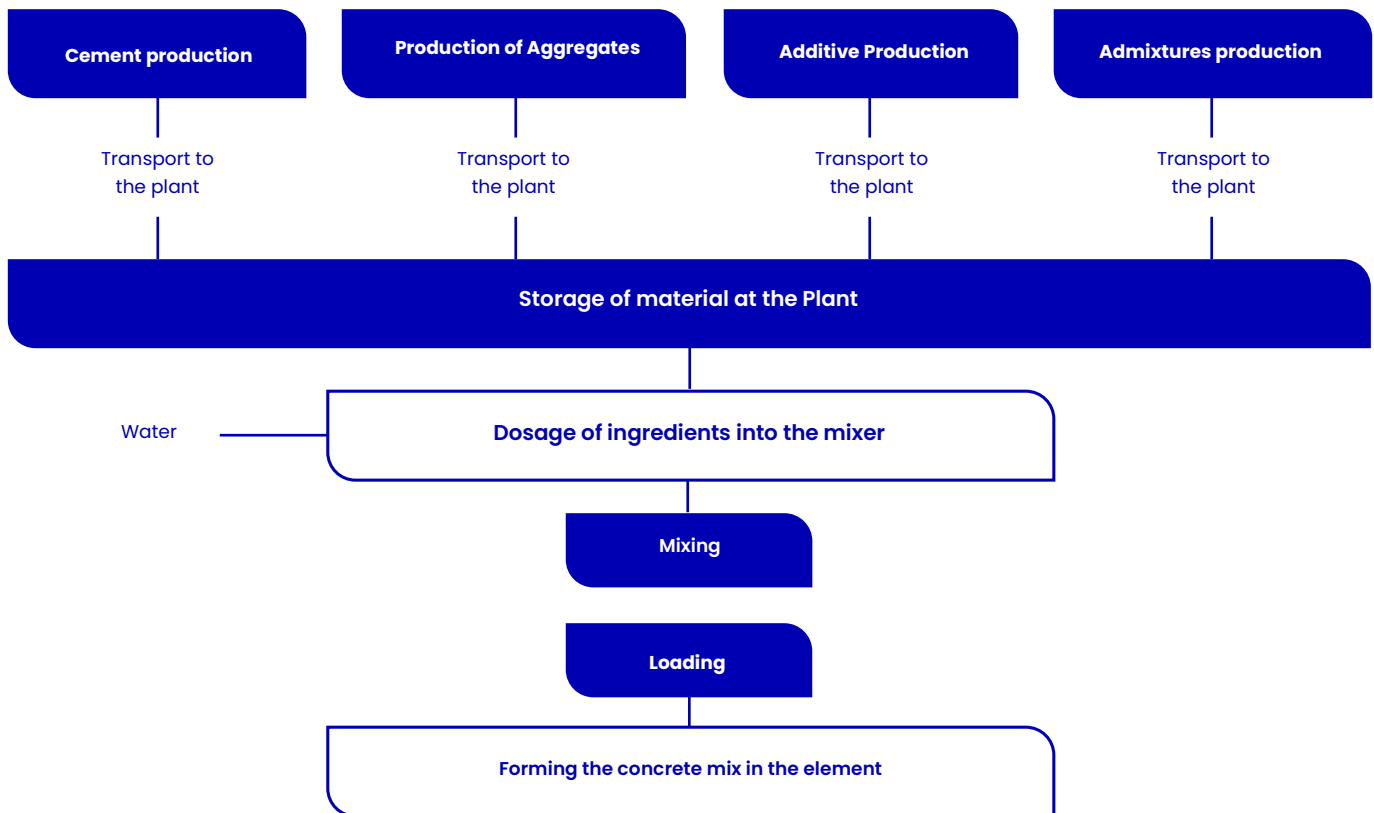 Cement production
Production of Aggregates
Additive Production
Admixtures production
Transport to
the plant
Transport to
the plant
Transport to
the plant
Transport to
the plant
Storage of material at the Plant
Water
Dosage of ingredients into the mixer
Mixing
Loading
Forming the concrete mix in the element